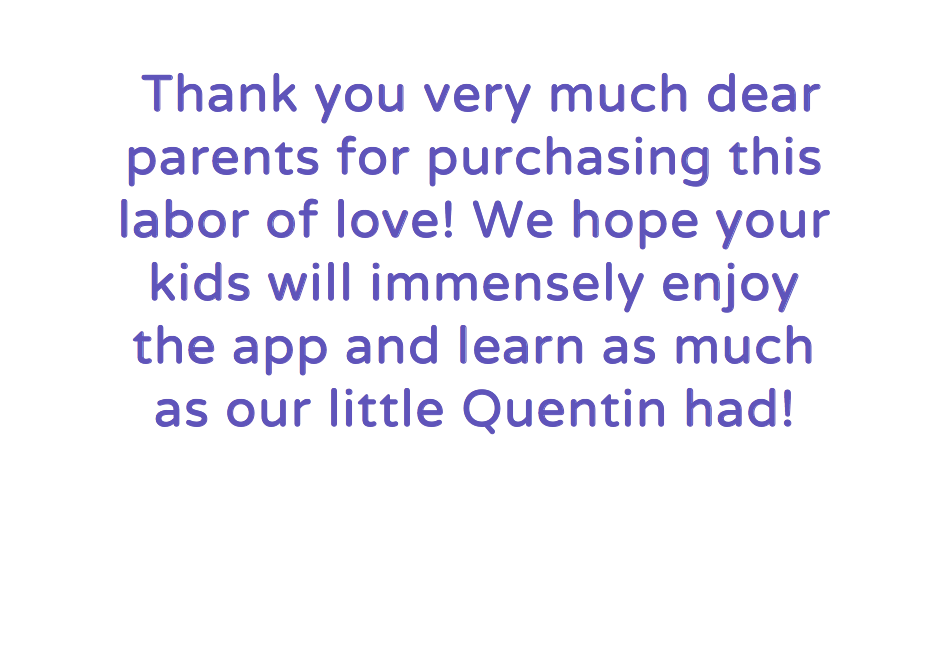 Thank you very much dear
parents for purchasing this
labor of love! We hope your
kids will immensely enjoy
the app and learn as much
as our little Quentin had!